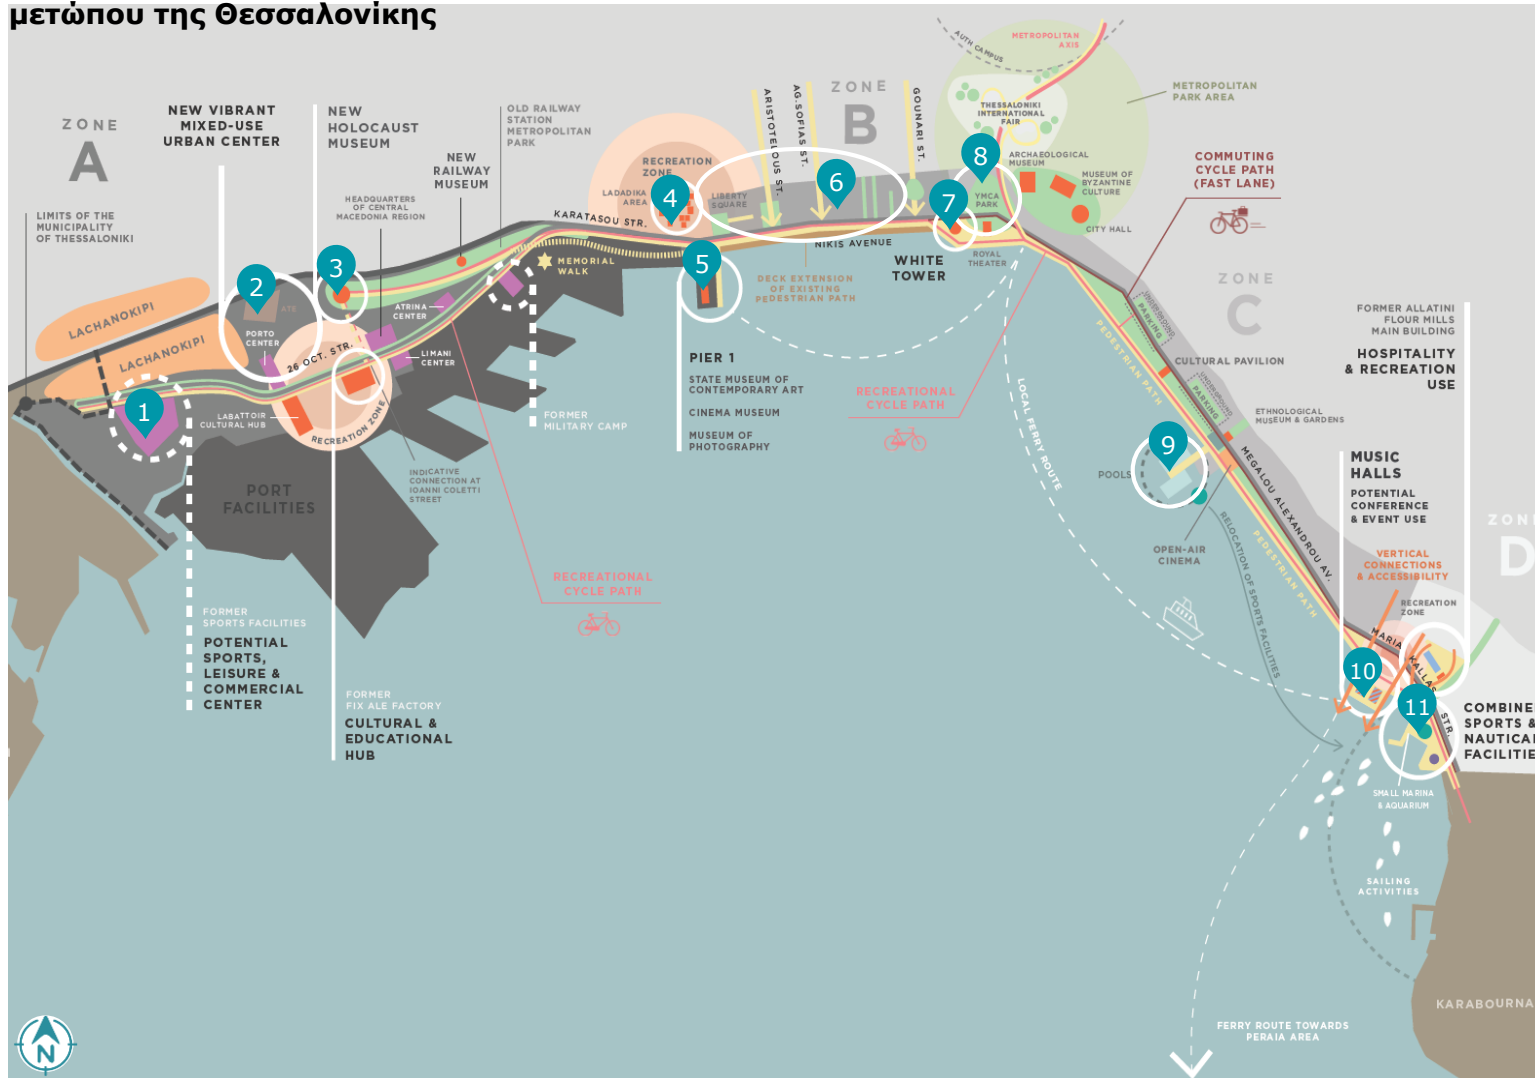 μετώπου της Θεσσαλονίκης
ZONE
A
LIMITS OF THE
MUNICIPALITY
OF THESSALONIKI
NEW VIBRANT
MIXED-USE
URBAN CENTER
NEW
HOLOCAUST
MUSEUM
HEADQUARTERS
OF CENTRAL
MACEDONIA REGION
NEW
RAILWAY
MUSEUM
OLD RAILWAY
STATION
METROPOLITAN
PARK
RECREATION
ZONE
LADADIKA
AREA
4
KARATASOU STR.
LIBERTY
SQUARE
ARISTOTELOUS ST.
AG.SOFIAS ST.
ZONE
B
GOUNARI ST.
6
AUTH CAMPUS
METROPOLITAN
AXIS
METROPOLITAN
PARK AREA
THESSALONIKI
INTERNATIONAL
FAIR
8
ARCHAEOLOGICAL
MUSEUM
MUSEUM OF
BYZANTINE
CULTURE
YMCA
PARK
CITY HALL
7
ROYAL
THEATER
WHITE
TOWER
NIKIS AVENUE
DECK EXTENSION
OF EXISTING
PEDESTRIAN PATH
COMMUTING
CYCLE PATH
(FAST LANE)
LACHANOKIPI
LACHANOKIPI
2
ATE
PORTO
CENTER
3
26 OCT. STR.
ATRINA
CENTER
LIMANI
CENTER
MEMORIAL
WALK
5
1
LABATTOIR
CULTURAL HUB
RECREATION ZONE
INDICATIVE
CONNECTION AT
IOANNI COLETTI
STREET
FORMER
MILITARY CAMP
PIER 1
STATE MUSEUM OF
CONTEMPORARY ART
CINEMA MUSEUM
MUSEUM OF
PHOTOGRAPHY
RECREATIONAL
CYCLE PATH
PORT
FACILITIES
RECREATIONAL
CYCLE PATH
FORMER
SPORTS FACILITIES
POTENTIAL
SPORTS,
LEISURE &
COMMERCIAL
CENTER
FORMER
FIX ALE FACTORY
CULTURAL &
EDUCATIONAL
HUB
LOCAL FERRY ROUTE
PEDESTRIAN PATH
UNDERGROUND
PARKING
ZONE
C
CULTURAL PAVILION
UNDERGROUND
PARKING
ETHNOLOGICAL
MUSEUM & GARDENS
9
POOLS
OPEN-AIR
CINEMA
RELOCATION OF SPORTS FACILITIES
PEDESTRIAN PATH
MEGALOU ALEXANDROU AV.
FORMER ALLATINI
FLOUR MILLS
MAIN BUILDING
HOSPITALITY
& RECREATION
USE
MUSIC
HALLS
POTENTIAL
CONFERENCE
& EVENT USE
ZONE
D
VERTICAL
CONNECTIONS
& ACCESSIBILITY
RECREATION
ZONE
MARIA KALLAS STR.
10
11
COMBINE
SPORTS &
NAUTICAL
FACILITIE
SMALL MARINA
& AQUARIUM
SAILING
ACTIVITIES
KARABOURNA
FERRY ROUTE TOWARDS
PERAIA AREA
N